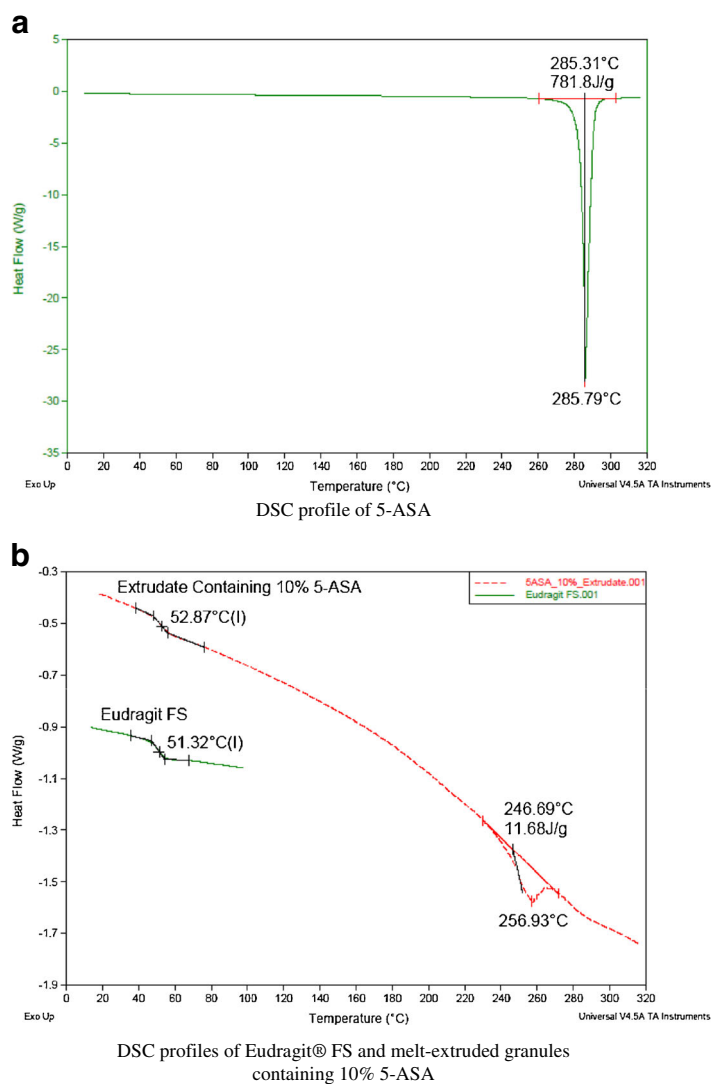 a
5
0
-5
-10
-15
-20
-25
-30
-35
Heat Flow (W/g)
285.31°C
781.8J/g
285.79°C
0 20 40 60 80 100 120 140 160 180 200 220 240 260 280 300 320
Exo Up
Temperature (°C)
Universal V4.5A TA Instruments
DSC profile of 5-ASA
b
-0.3
-0.5
-0.7
-0.9
-1.1
-1.3
-1.5
-1.7
-1.9
Heat Flow (W/g)
5ASA_10%_Extrudate.001
Eudragit FS.001
Extrudate Containing 10% 5-ASA
52.87°C(I)
Eudragit FS
51.32°C(I)
246.69°C
11.68J/g
256.93°C
0 20 40 60 80 100 120 140 160 180 200 220 240 260 280 300 320
Exo Up
Temperature (°C)
Universal V4.5A TA Instruments
DSC profiles of Eudragit® FS and melt-extruded granules
containing 10% 5-ASA